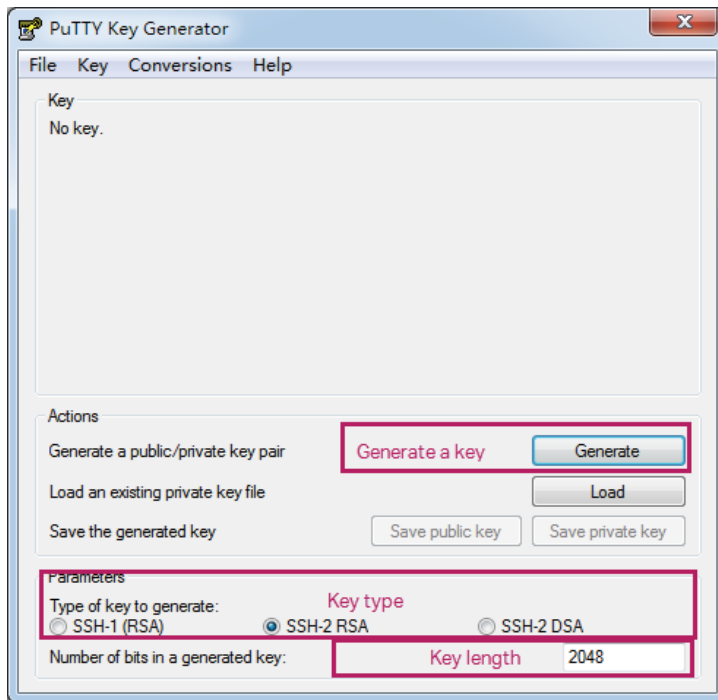 PuTTY Key Generator
File Key Conversions Help
Key
No key.
Actions
Generate a public/private key pair Generate a key Generate
Load an existing private key file Load
Save the generated key Save public key Save private key
Parameters
Type of key to generate: Key type
SSH-1 (RSA) SSH-2 RSA SSH-2 DSA
Number of bits in a generated key: Key length 2048